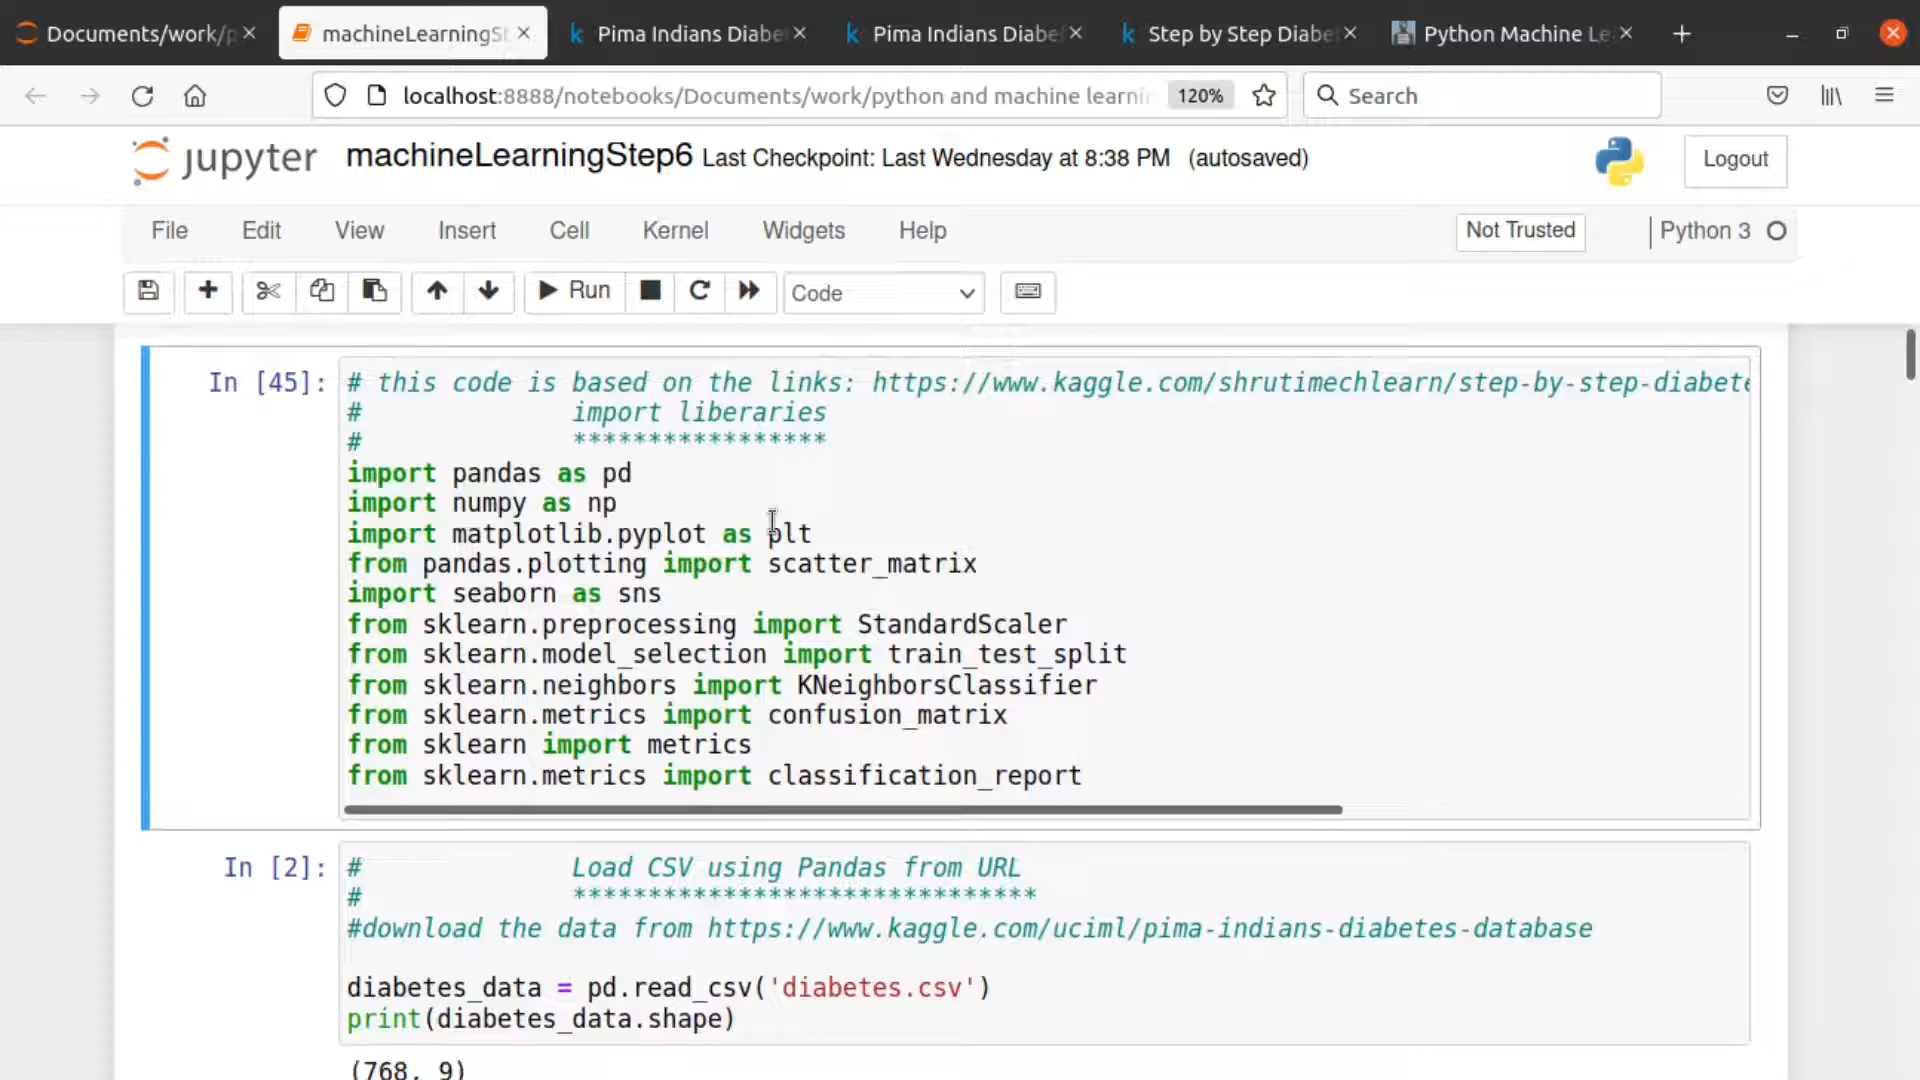 Documents/work/p
machineLearningSt
Pima Indians Diabe
Pima Indians Diabe
Step by Step Diabe
Python Machine Le
localhost:8888/notebooks/Documents/work/python and machine learnin
120%
Search
jupyter
machineLearningStep6 Last Checkpoint: Last Wednesday at 8:38 PM (autosaved)
Logout
File Edit View Insert Cell Kernel Widgets Help
Not Trusted
Python 3
Run
Code
In [45]:
# this code is based on the links: https://www.kaggle.com/shrutimechlearn/step-by-step-diabete
# import liberaries
# *****************
import pandas as pd
import numpy as np
import matplotlib.pyplot as plt
from pandas.plotting import scatter_matrix
import seaborn as sns
from sklearn.preprocessing import StandardScaler
from sklearn.model_selection import train_test_split
from sklearn.neighbors import KNeighborsClassifier
from sklearn.metrics import confusion_matrix
from sklearn import metrics
from sklearn.metrics import classification_report
In [2]:
# Load CSV using Pandas from URL
# *******************************
#download the data from https://www.kaggle.com/uciml/pima-indians-diabetes-database
diabetes_data = pd.read_csv('diabetes.csv')
print(diabetes_data.shape)
(768, 9)